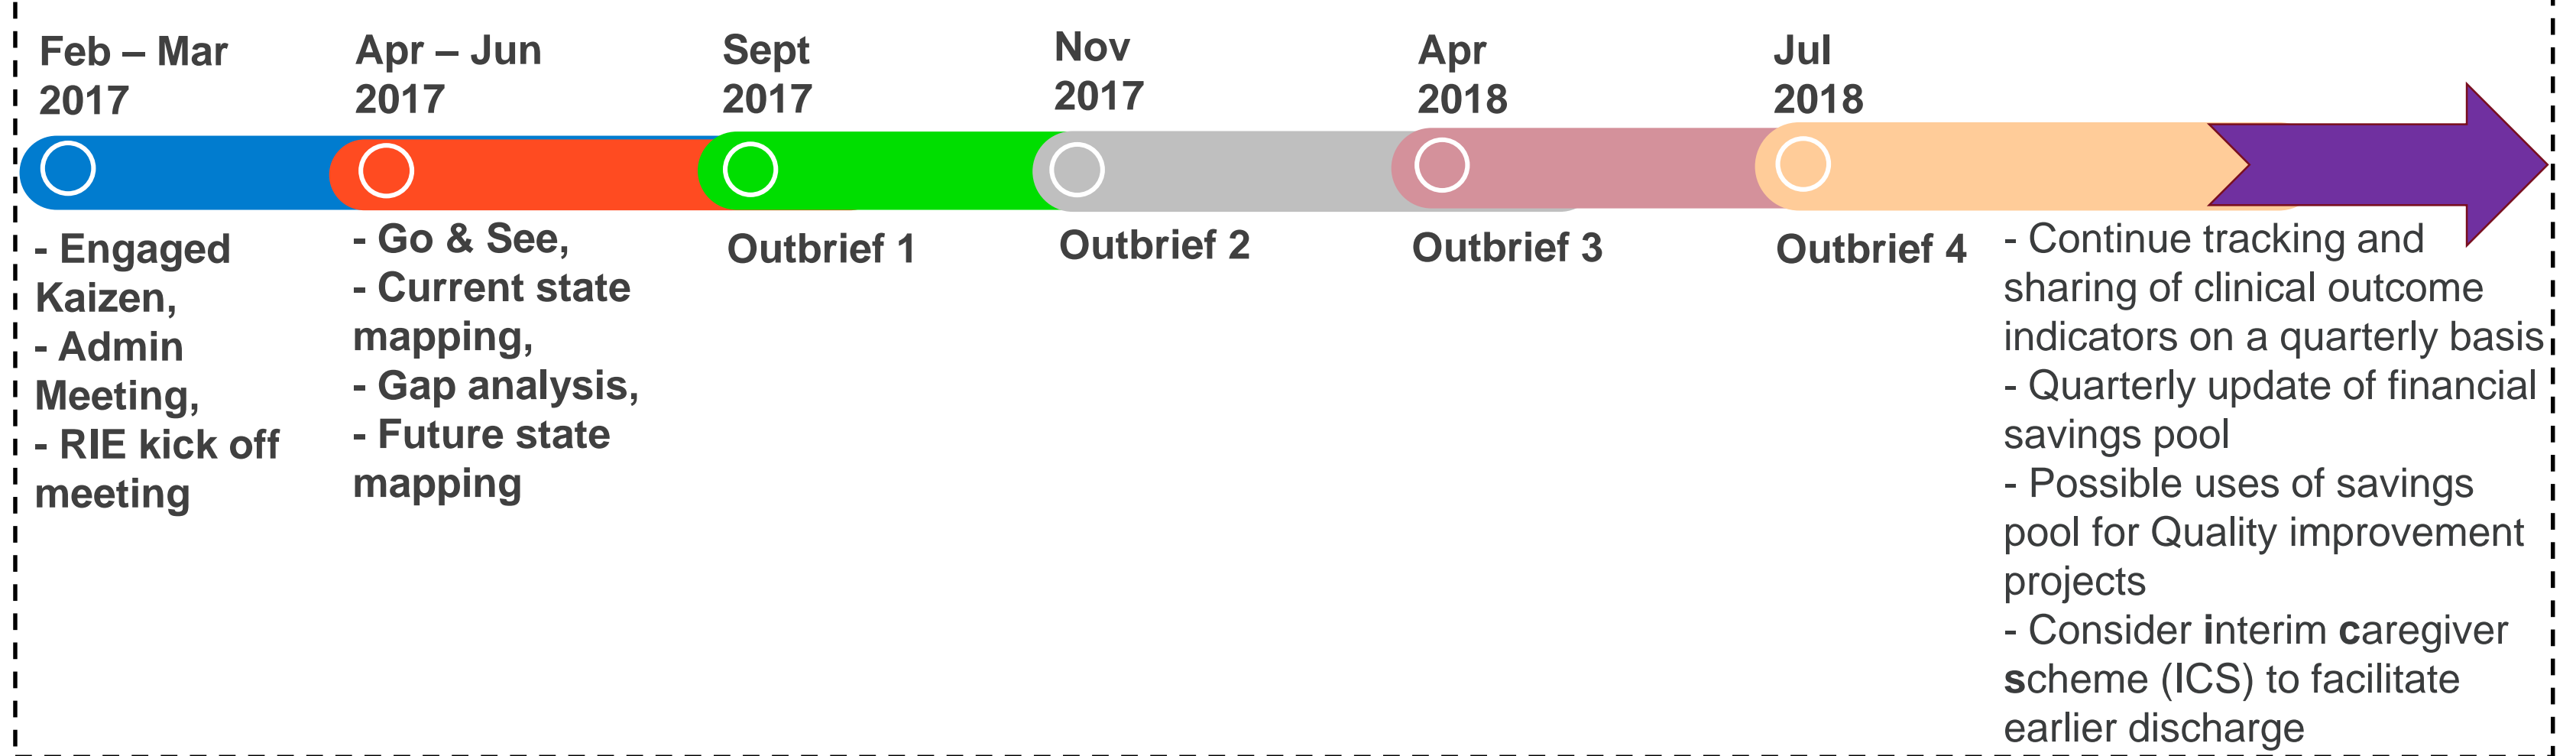 Feb – Mar
2017
Apr – Jun
2017
Sept
2017
Nov
2017
Apr
2018
Jul
2018
- Engaged
Kaizen,
- Admin
Meeting,
- RIE kick off
meeting
- Go & See,
- Current state
mapping,
- Gap analysis,
- Future state
mapping
Outbrief 1
Outbrief 2
Outbrief 3
Outbrief 4
- Continue tracking and
sharing of clinical outcome
indicators on a quarterly basis
- Quarterly update of financial
savings pool
- Possible uses of savings
pool for Quality improvement
projects
- Consider interim caregiver
scheme (ICS) to facilitate
earlier discharge